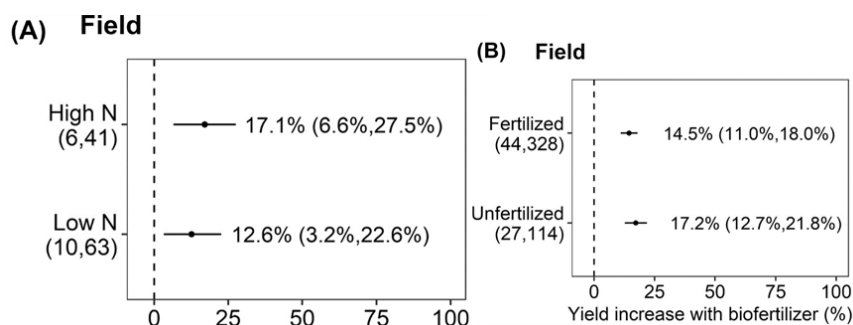 (A) Field
High N
(6,41)
17.1% (6.6%,27.5%)
Low N
(10,63)
12.6% (3.2%,22.6%)
0 25 50 75 100
(B) Field
Fertilized
(44,328)
14.5% (11.0%,18.0%)
Unfertilized
(27,114)
17.2% (12.7%,21.8%)
0 25 50 75 100
Yield increase with biofertilizer (%)